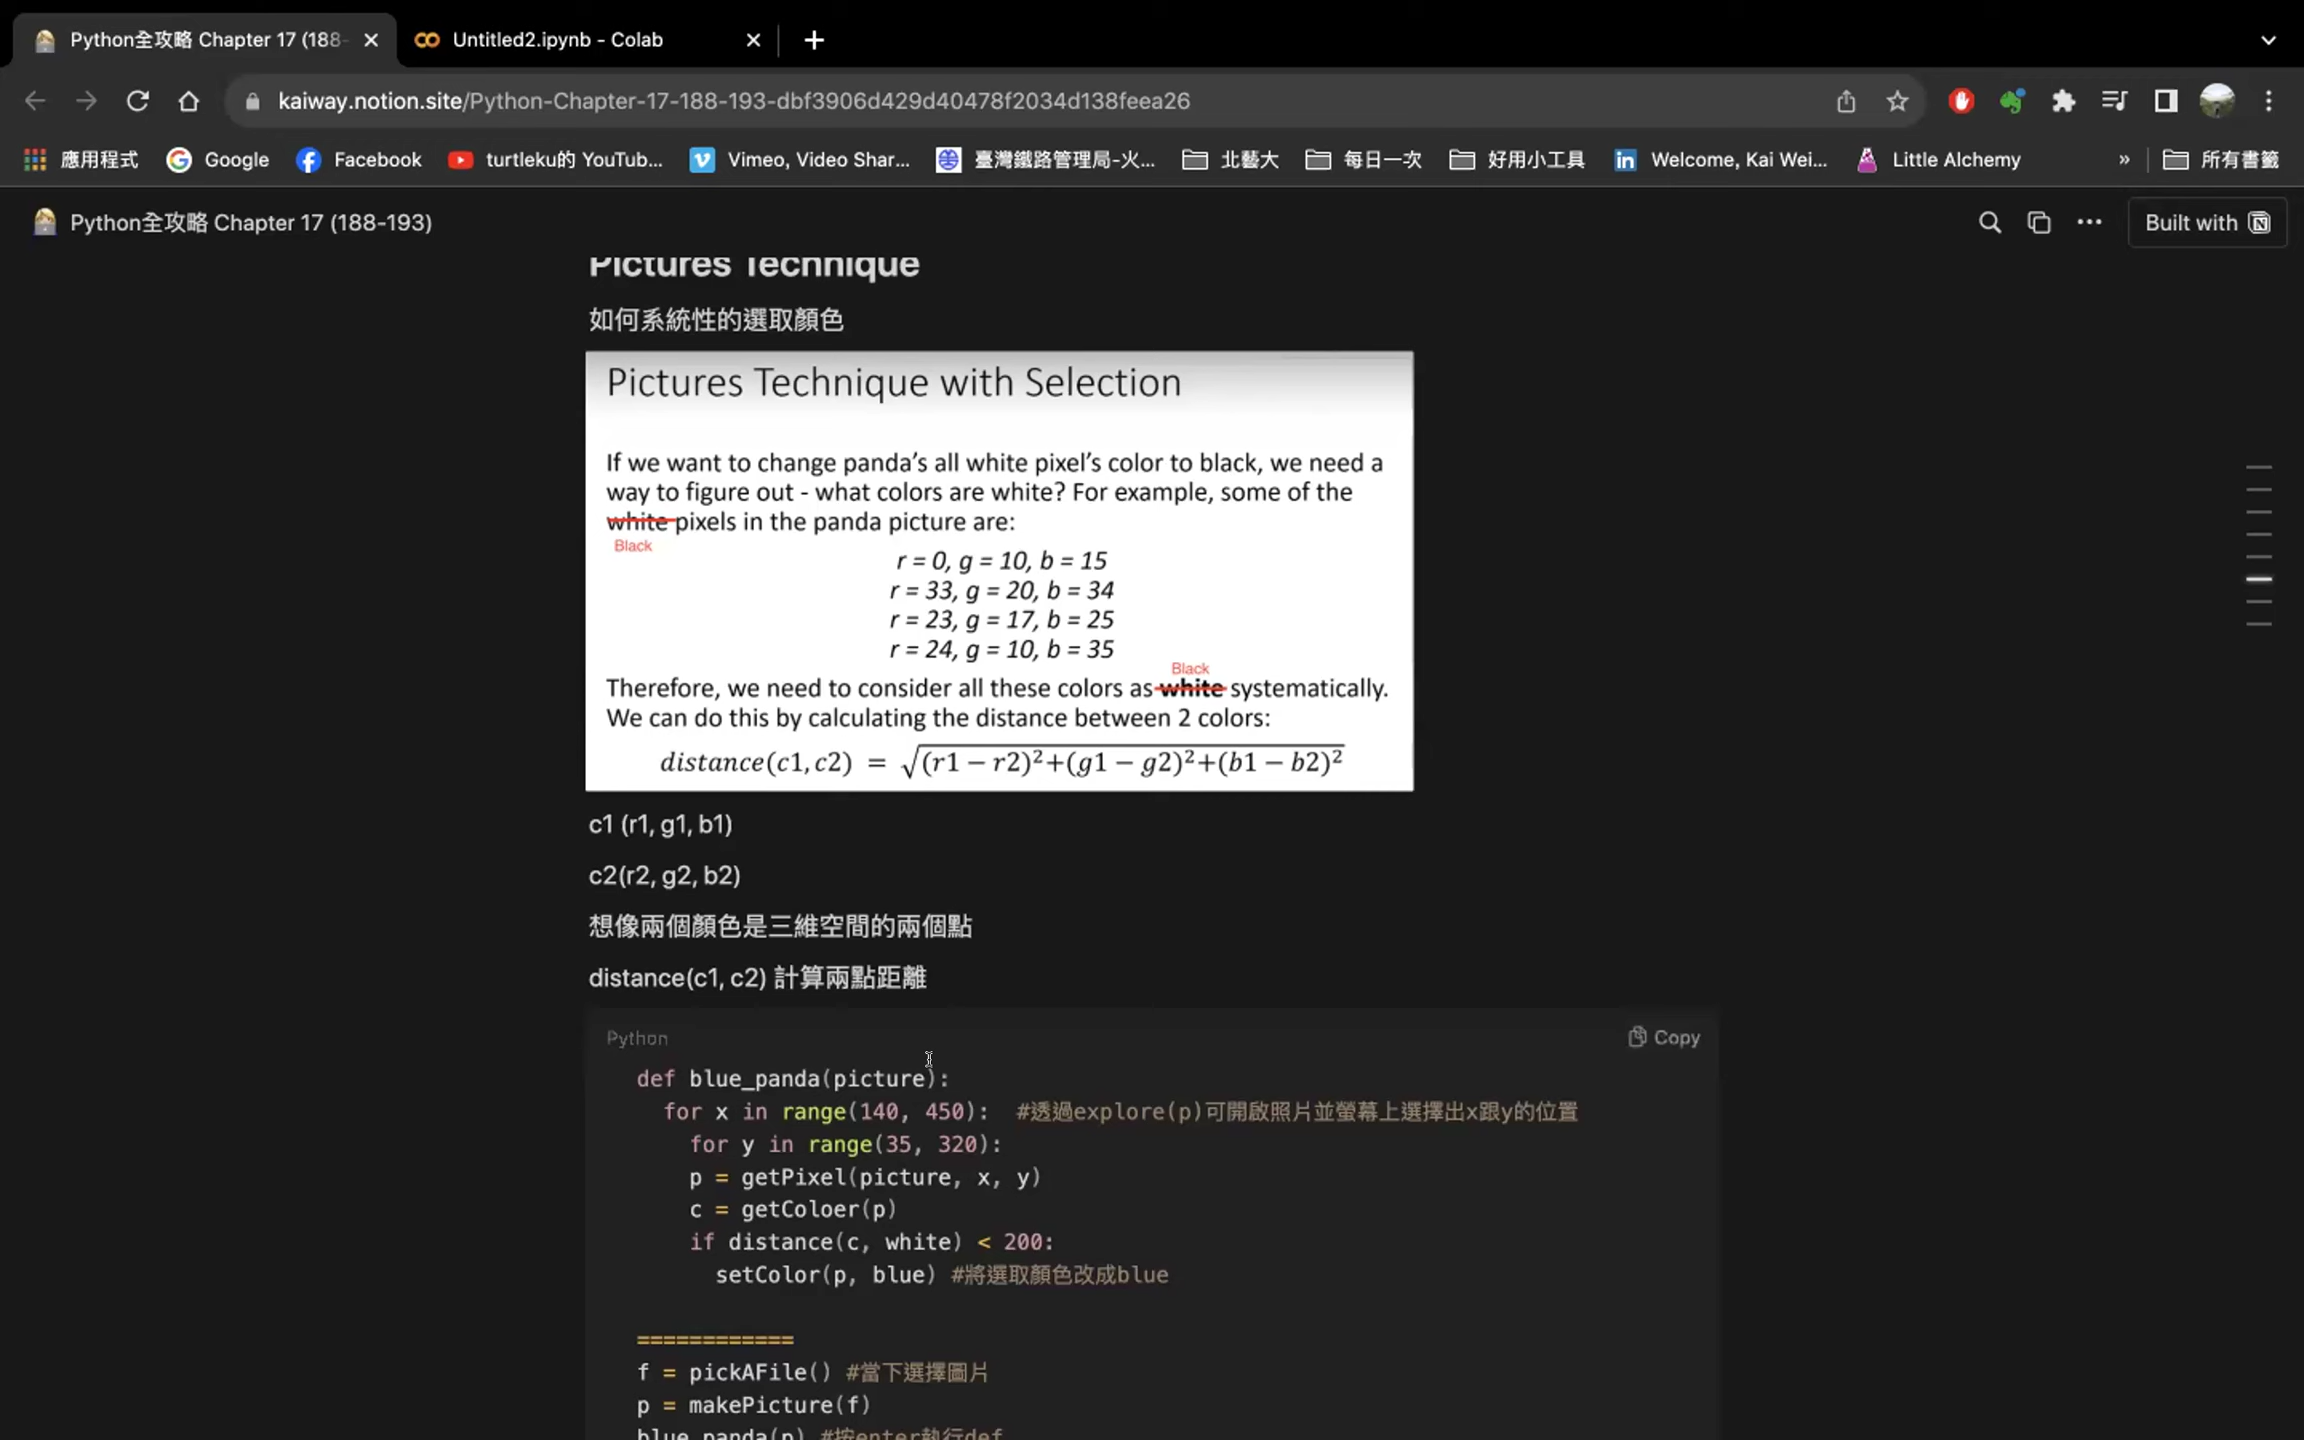 Python全攻略 Chapter 17 (188-
Untitled2.ipynb - Colab
kaiway.notion.site/Python-Chapter-17-188-193-dbf3906d429d40478f2034d138feea26
應用程式
Google
Facebook
turtleku的 YouTub...
Vimeo, Video Shar...
臺灣鐵路管理局-火...
北藝大
每日一次
好用小工具
Welcome, Kai Wei...
Little Alchemy
»
所有書籤
Python全攻略 Chapter 17 (188-193)
Built with
Pictures Technique
如何系統性的選取顏色
Pictures Technique with Selection
If we want to change panda’s all white pixel’s color to black, we need a
way to figure out - what colors are white? For example, some of the
white pixels in the panda picture are:
Black
r = 0, g = 10, b = 15
r = 33, g = 20, b = 34
r = 23, g = 17, b = 25
r = 24, g = 10, b = 35
Black
Therefore, we need to consider all these colors as white systematically.
We can do this by calculating the distance between 2 colors:
distance(c1,c2) = √(r1 − r2)²+(g1 − g2)²+(b1 − b2)²
c1 (r1, g1, b1)
c2(r2, g2, b2)
想像兩個顏色是三維空間的兩個點
distance(c1, c2) 計算兩點距離
Python
Copy
def blue_panda(picture):
for x in range(140, 450): #透過explore(p)可開啟照片並螢幕上選擇出x跟y的位置
for y in range(35, 320):
p = getPixel(picture, x, y)
c = getColoer(p)
if distance(c, white) < 200:
setColor(p, blue) #將選取顏色改成blue
============
f = pickAFile() #當下選擇圖片
p = makePicture(f)
blue_panda(p) #按enter執行def